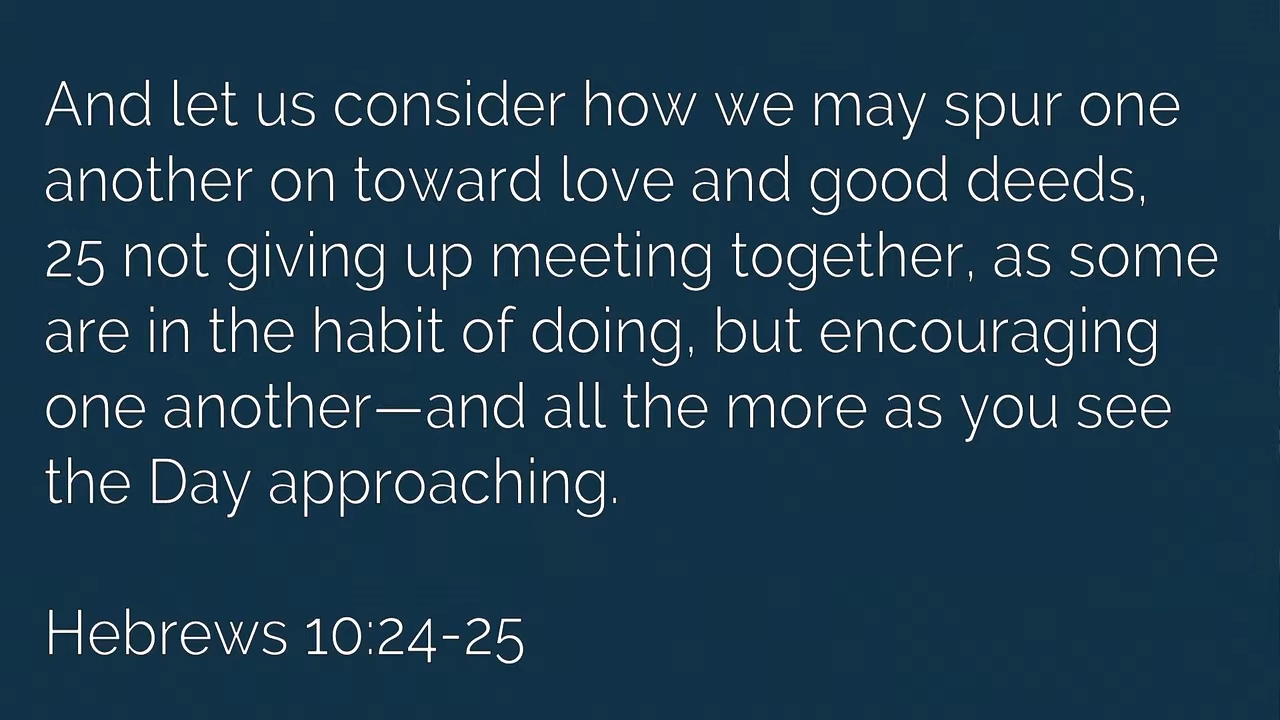 And let us consider how we may spur one
another on toward love and good deeds,
25 not giving up meeting together, as some
are in the habit of doing, but encouraging
one another—and all the more as you see
the Day approaching.
Hebrews 10:24-25